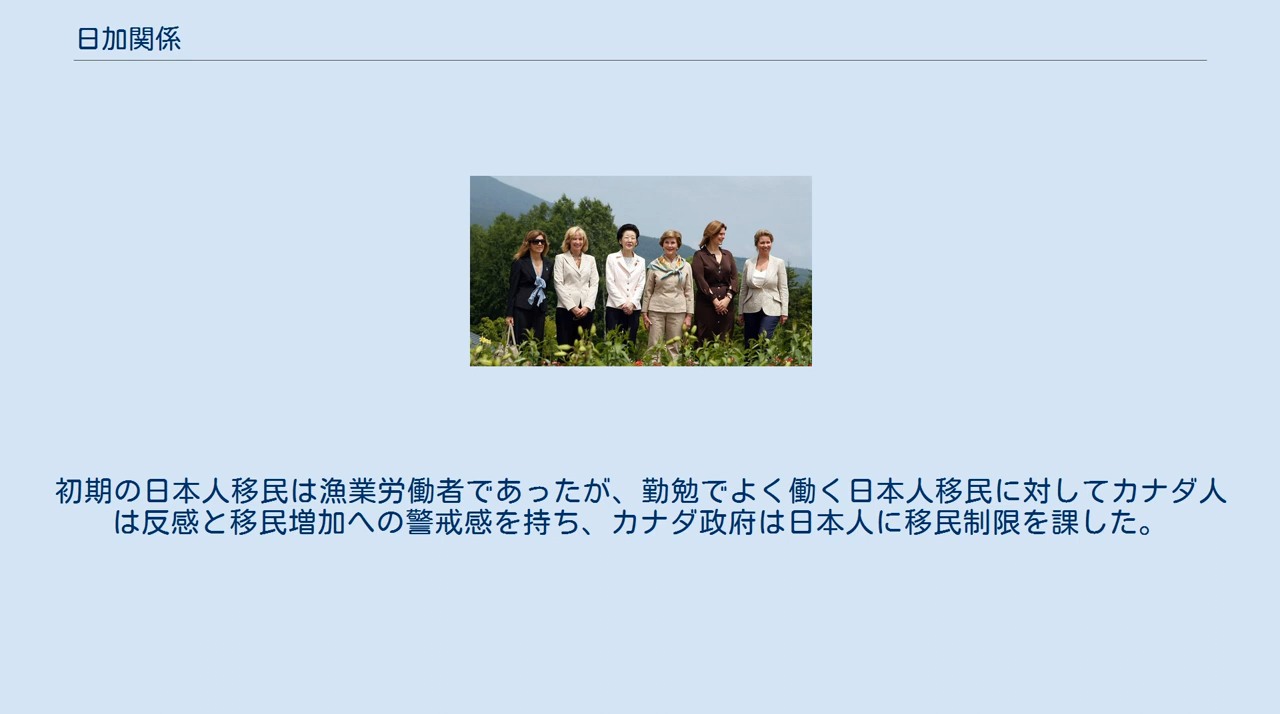 日加関係
初期の日本人移民は漁業労働者であったが、勤勉でよく働く日本人移民に対してカナダ人
は反感と移民増加への警戒感を持ち、カナダ政府は日本人に移民制限を課した。